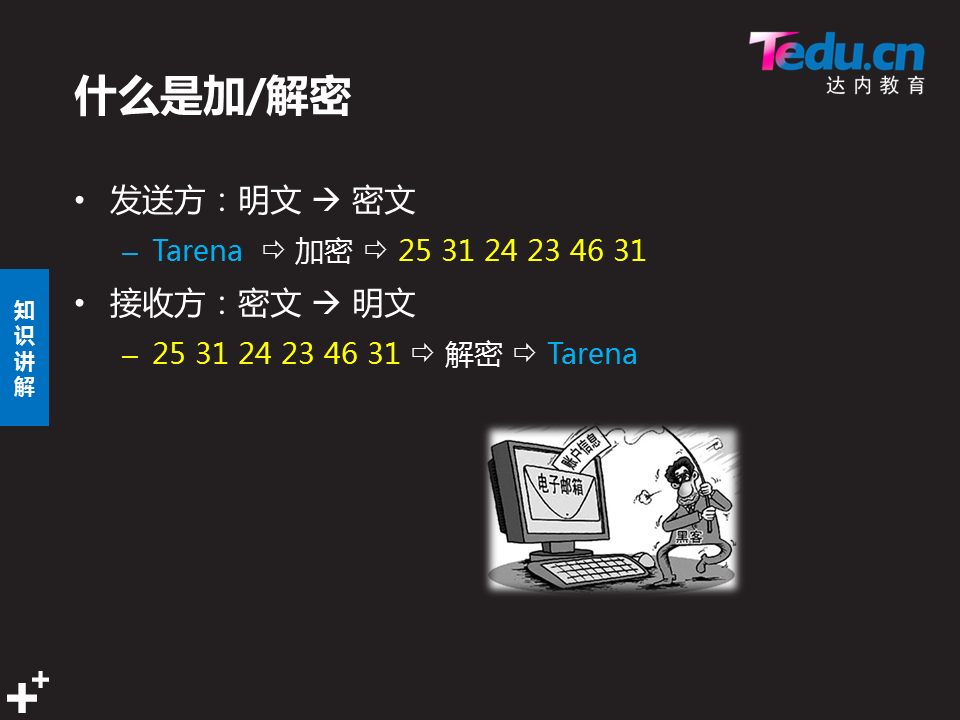 Tedu.cn
达内教育
什么是加/解密
• 发送方：明文 → 密文
– Tarena ⇨ 加密 ⇨ 25 31 24 23 46 31
• 接收方：密文 → 明文
– 25 31 24 23 46 31 ⇨ 解密 ⇨ Tarena
知识讲解
账户信息
电子邮箱
黑客